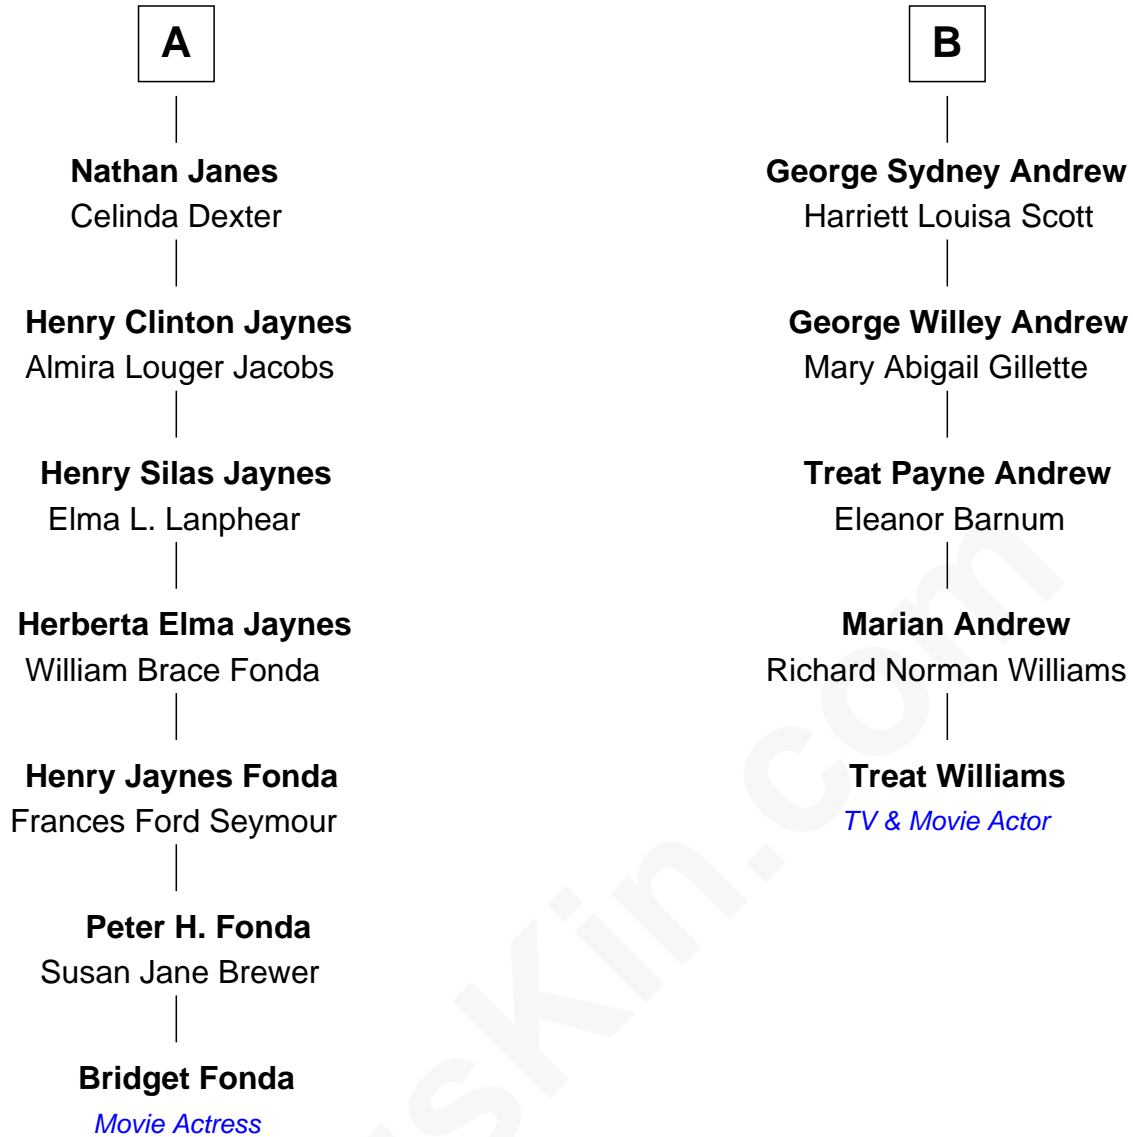 A
Nathan Janes
Celinda Dexter
Henry Clinton Jaynes
Almira Louger Jacobs
Henry Silas Jaynes
Elma L. Lanphear
Herberta Elma Jaynes
William Brace Fonda
Henry Jaynes Fonda
Frances Ford Seymour
Peter H. Fonda
Susan Jane Brewer
Bridget Fonda
Movie Actress
B
George Sydney Andrew
Harriett Louisa Scott
George Willey Andrew
Mary Abigail Gillette
Treat Payne Andrew
Eleanor Barnum
Marian Andrew
Richard Norman Williams
Treat Williams
TV & Movie Actor
sKin.com